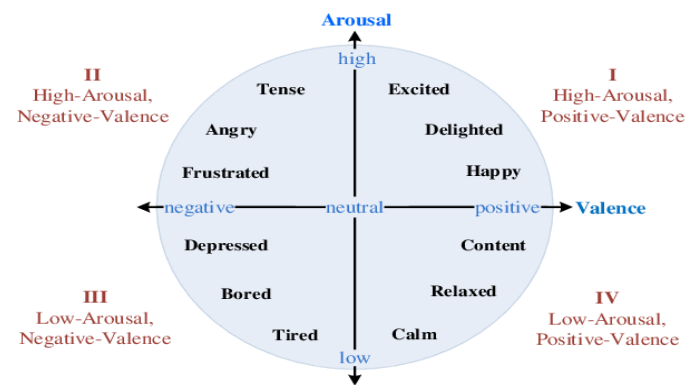 Arousal
high
II
High-Arousal,
Negative-Valence
I
High-Arousal,
Positive-Valence
Tense
Excited
Angry
Delighted
Frustrated
Happy
negative
neutral
positive
Valence
Depressed
Content
Bored
Relaxed
Tired
Calm
III
Low-Arousal,
Negative-Valence
IV
Low-Arousal,
Positive-Valence
low